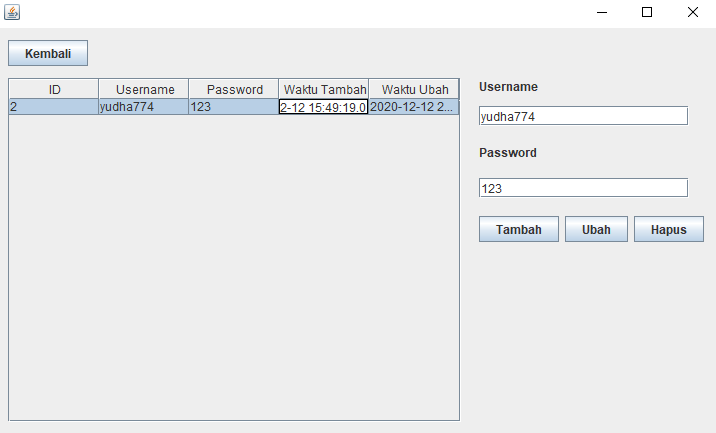 Kembali
ID Username Password Waktu Tambah Waktu Ubah
2 yudha774 123 2-12 15:49:19.0 2020-12-12 2...
Username
yudha774
Password
123
Tambah Ubah Hapus